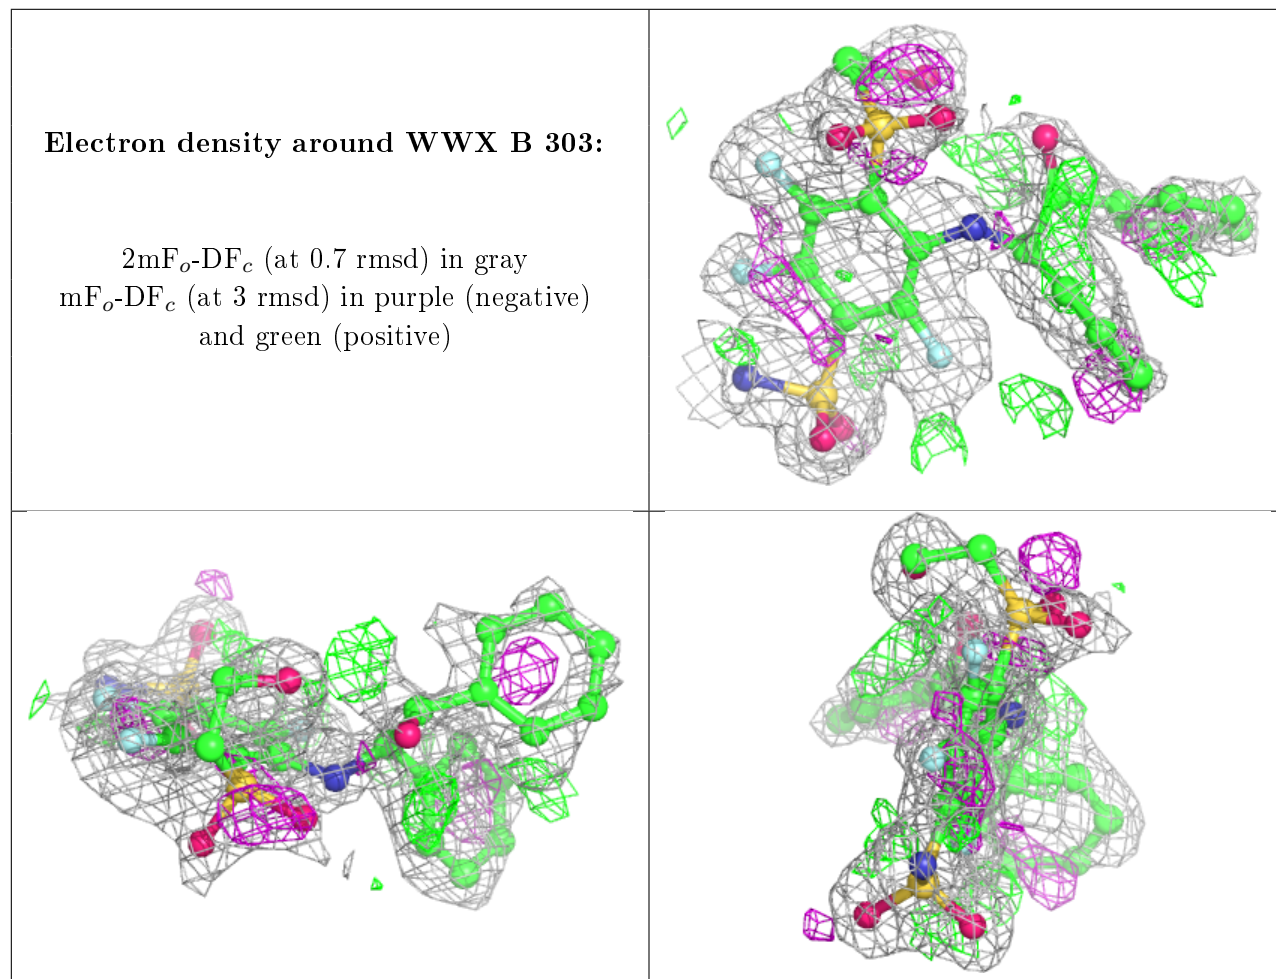 Electron density around WWX B 303:
2mFo-DFc (at 0.7 rmsd) in gray
mFo-DFc (at 3 rmsd) in purple (negative)
and green (positive)